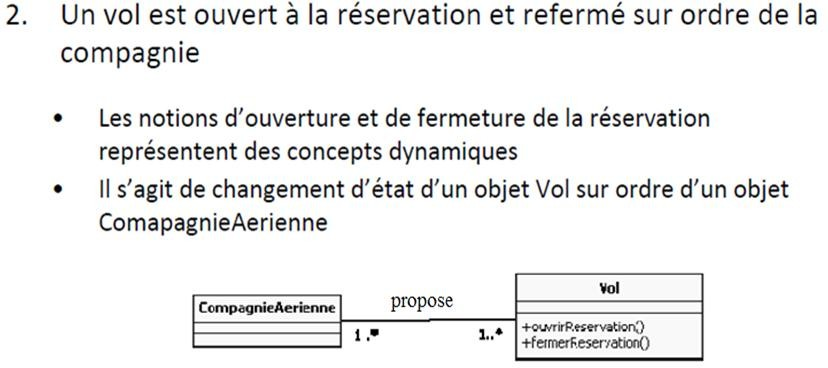 2. Un vol est ouvert à la réservation et refermé sur ordre de la
compagnie
• Les notions d'ouverture et de fermeture de la réservation
représentent des concepts dynamiques
• Il s'agit de changement d'état d'un objet Vol sur ordre d'un objet
ComapagnieAerienne
CompagnieAerienne
propose
1..*
1..*
Vol
+ouvrirReservation()
+fermerReservation()